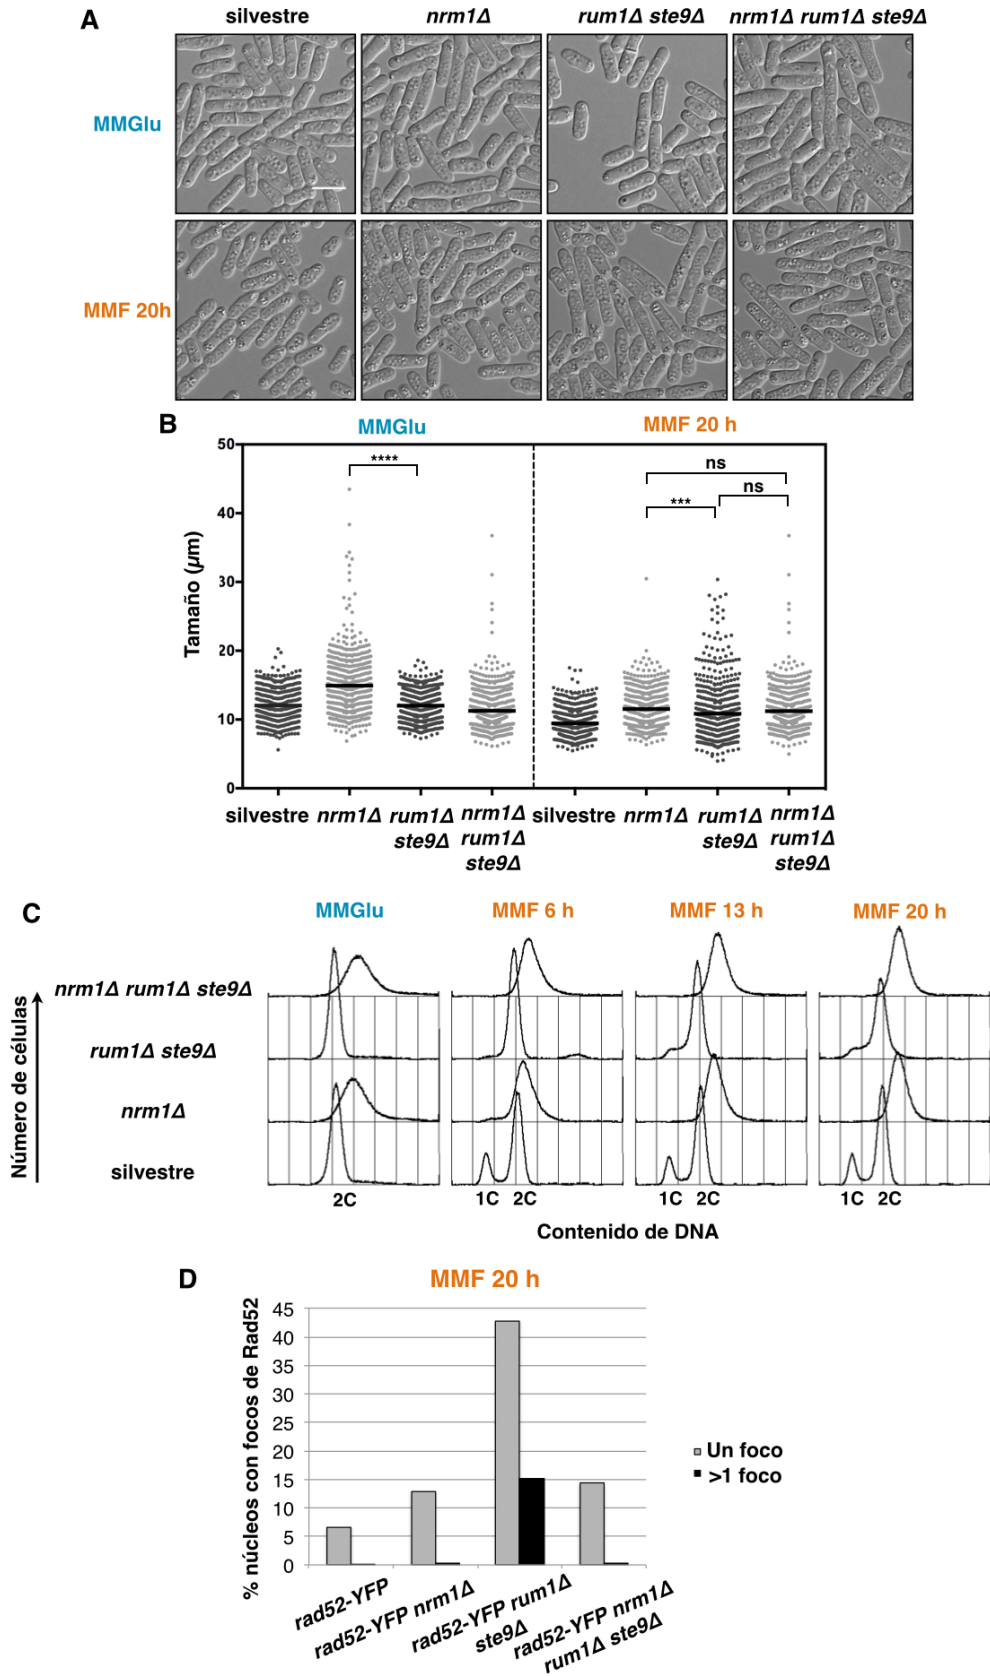 A
silvestre nrm1Δ rum1Δ ste9Δ nrm1Δ rum1Δ ste9Δ
MMGlu
MMF 20h
B
MMGlu MMF 20 h
Tamaño (µm)
50
40
30
20
10
0
**** ns
*** ns
silvestre nrm1Δ rum1Δ nrm1Δ silvestre nrm1Δ rum1Δ nrm1Δ
ste9Δ rum1Δ ste9Δ rum1Δ
ste9Δ ste9Δ
C
MMGlu MMF 6 h MMF 13 h MMF 20 h
Número de células
nrm1Δ rum1Δ ste9Δ
rum1Δ ste9Δ
nrm1Δ
silvestre
2C 1C 2C 1C 2C 1C 2C
Contenido de DNA
D
MMF 20 h
% núcleos con focos de Rad52
45
40
35
30
25
20
15
10
5
0
Un foco
>1 foco
rad52-YFP
rad52-YFP nrm1Δ
rad52-YFP rum1Δ
ste9Δ
rad52-YFP nrm1Δ
rum1Δ ste9Δ